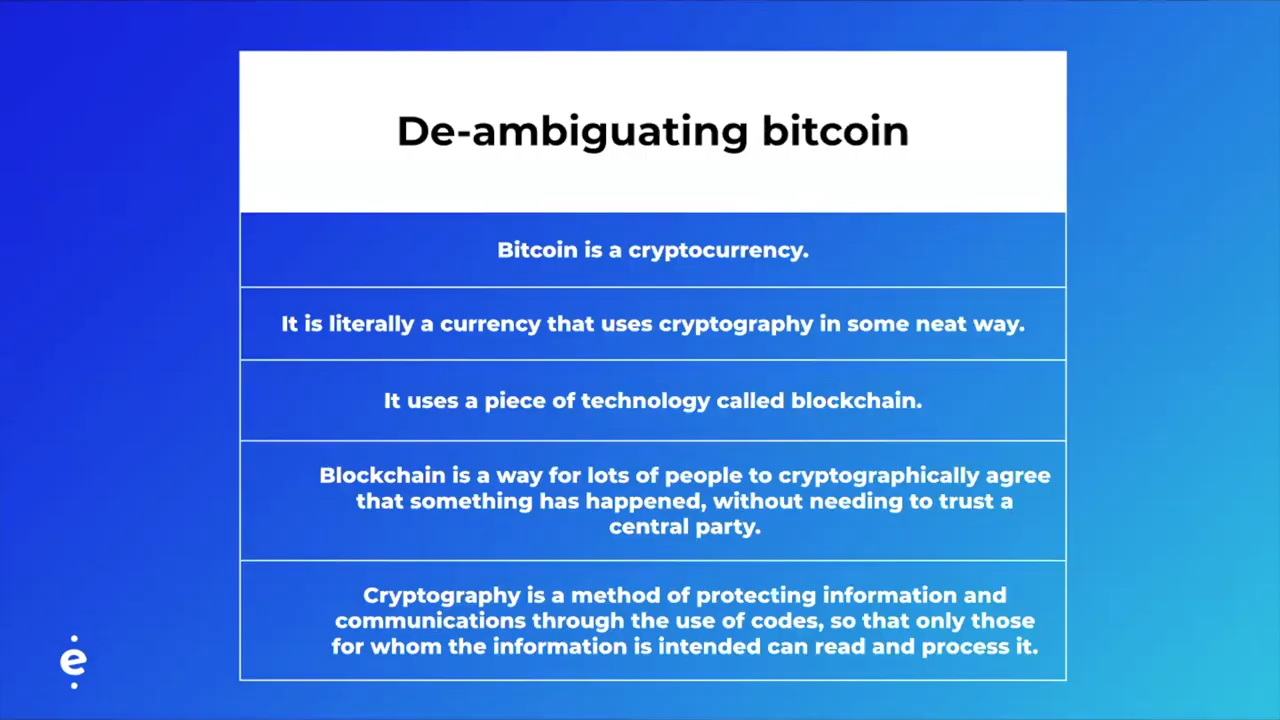 De-ambiguating bitcoin
Bitcoin is a cryptocurrency.
It is literally a currency that uses cryptography in some neat way.
It uses a piece of technology called blockchain.
Blockchain is a way for lots of people to cryptographically agree
that something has happened, without needing to trust a
central party.
Cryptography is a method of protecting information and
communications through the use of codes, so that only those
for whom the information is intended can read and process it.
e